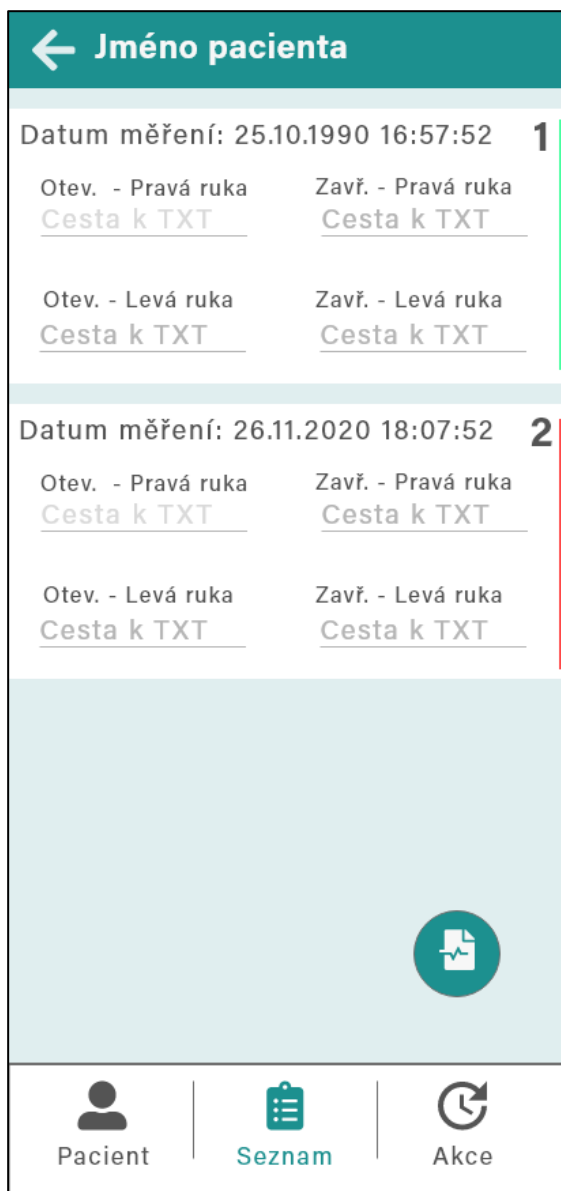 Jméno pacienta
Datum měření: 25.10.1990 16:57:52 1
Otev. - Pravá ruka Zavř. - Pravá ruka
Cesta k TXT Cesta k TXT
Otev. - Levá ruka Zavř. - Levá ruka
Cesta k TXT Cesta k TXT
Datum měření: 26.11.2020 18:07:52 2
Otev. - Pravá ruka Zavř. - Pravá ruka
Cesta k TXT Cesta k TXT
Otev. - Levá ruka Zavř. - Levá ruka
Cesta k TXT Cesta k TXT
Pacient Seznam Akce